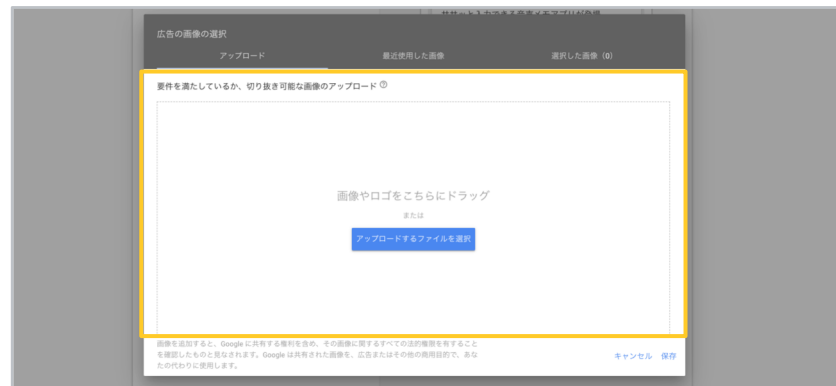 広告の画像の選択
アップロード
最近使用した画像
選択した画像（0）
要件を満たしているか、切り抜き可能な画像のアップロード
画像やロゴをこちらにドラッグ
または
アップロードするファイルを選択
画像を追加すると、Google に共有する権利を含め、その画像に関するすべての法的権限を有すること
を確認したものと見なされます。Google は共有された画像を、広告またはその他の商用目的で、あな
たの代わりに使用します。
キャンセル
保存